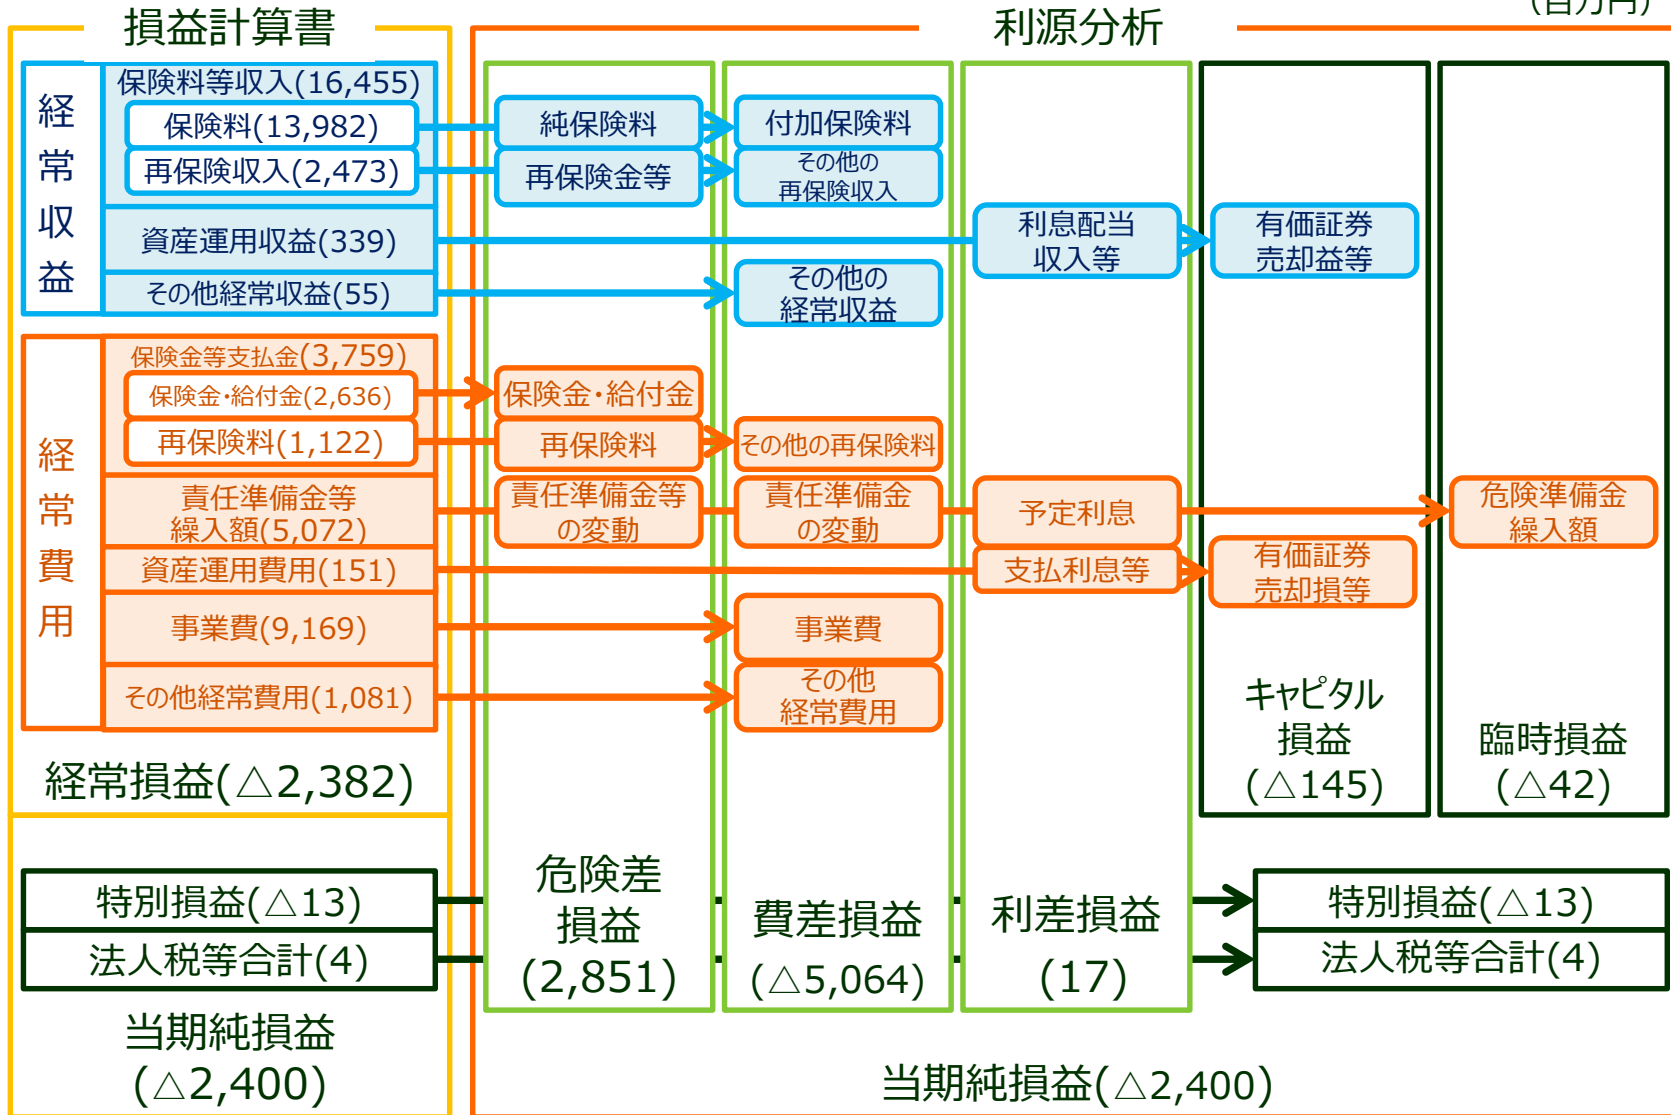 損益計算書
利源分析
（百万円）
経常収益
保険料等収入(16,455)
保険料(13,982)
再保険収入(2,473)
資産運用収益(339)
その他経常収益(55)
純保険料
付加保険料
再保険金等
その他の
再保険収入
利息配当
収入等
有価証券
売却益等
その他の
経常収益
経常費用
保険金等支払金(3,759)
保険金・給付金(2,636)
再保険料(1,122)
責任準備金等
繰入額(5,072)
資産運用費用(151)
事業費(9,169)
その他経常費用(1,081)
保険金・給付金
再保険料
その他の再保険料
責任準備金等
の変動
責任準備金
の変動
予定利息
危険準備金
繰入額
支払利息等
有価証券
売却損等
事業費
その他
経常費用
経常損益(△2,382)
キャピタル
損益
(△145)
臨時損益
(△42)
特別損益(△13)
法人税等合計(4)
危険差
損益
(2,851)
費差損益
(△5,064)
利差損益
(17)
特別損益(△13)
法人税等合計(4)
当期純損益
(△2,400)
当期純損益(△2,400)